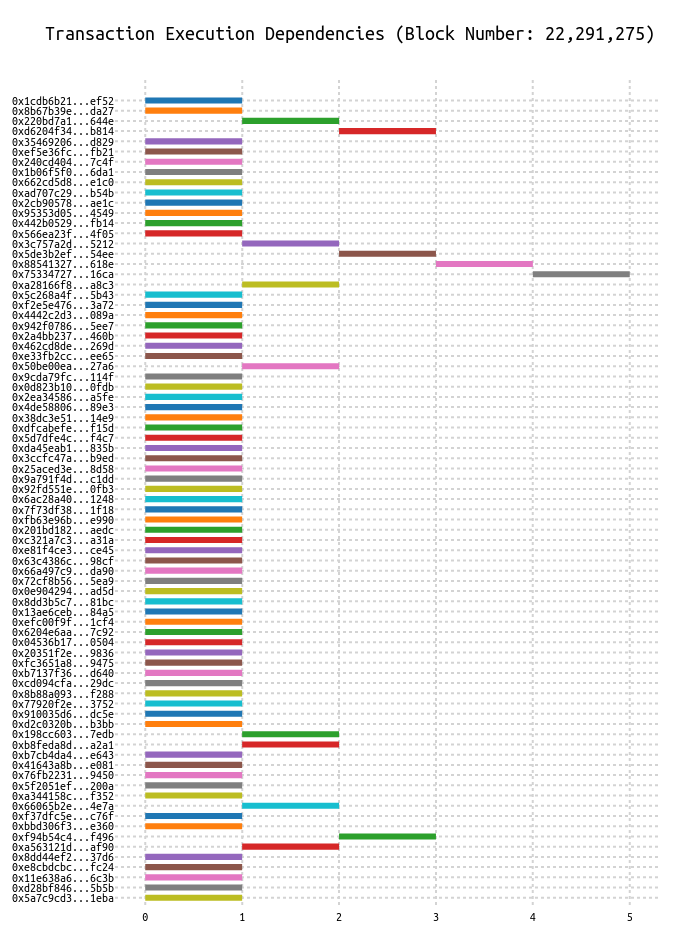 Transaction Execution Dependencies (Block Number: 22,291,275)
0x1cdb6b21...ef52
0x8b67b39e...da27
0x220bd7a1...644e
0xd6204f34...b814
0x35469206...d829
0xef5e36fc...fb21
0x240cd404...7c4f
0x1b06f5f0...6da1
0x662cd5d8...e1c0
0xad707c29...b54b
0x2cb90578...ae1c
0x95353d05...4549
0x442b0529...fb14
0x566ea23f...4f05
0x3c757a2d...5212
0x5de3b2ef...54ee
0x88541327...618e
0x75334727...16ca
0xa28166f8...a8c3
0x5c268a4f...5b43
0xf2e5e476...3a72
0x4442c2d3...089a
0x942f0786...5ee7
0x2a4bb237...460b
0x462cd8de...269d
0xe33fb2cc...ee65
0x50be00ea...27a6
0x9cda79fc...114f
0x0d823b10...0fdb
0x2ea34586...a5fe
0x4de58806...89e3
0x38dc3e51...14e9
0xdfcabefe...f15d
0x5d7dfe4c...f4c7
0xda45eab1...835b
0x3ccfc47a...b9ed
0x25aced3e...8d58
0x9a791f4d...c1dd
0x92fd551e...0fb3
0x6ac28a40...1248
0x7f73df38...1f18
0xfb63e96b...e990
0x201bd182...aedc
0xc321a7c3...a31a
0xe81f4ce3...ce45
0x63c4386c...98cf
0x66a497c9...da90
0x72cf8b56...5ea9
0x0e904294...ad5d
0x8dd3b5c7...81bc
0x13ae6ceb...84a5
0xefc00f9f...1cf4
0x6204e6aa...7c92
0x04536b17...0504
0x20351f2e...9836
0xfc3651a8...9475
0xb7137f36...d640
0xcd094cfa...29dc
0x8b88a093...f288
0x77920f2e...3752
0x910035d6...dc5e
0xd2c0320b...b3bb
0x198cc603...7edb
0xb8feda8d...a2a1
0xb7cb4da4...e643
0x41643a8b...e081
0x76fb2231...9450
0x5f2051ef...200a
0xa344158c...f352
0x66065b2e...4e7a
0xf37dfc5e...c76f
0xbbd306f3...e360
0xf94b54c4...f496
0xa563121d...af90
0x8dd44ef2...37d6
0xe8cbdcbc...fc24
0x11e638a6...6c3b
0xd28bf846...5b5b
0x5a7c9cd3...1eba
0 1 2 3 4 5